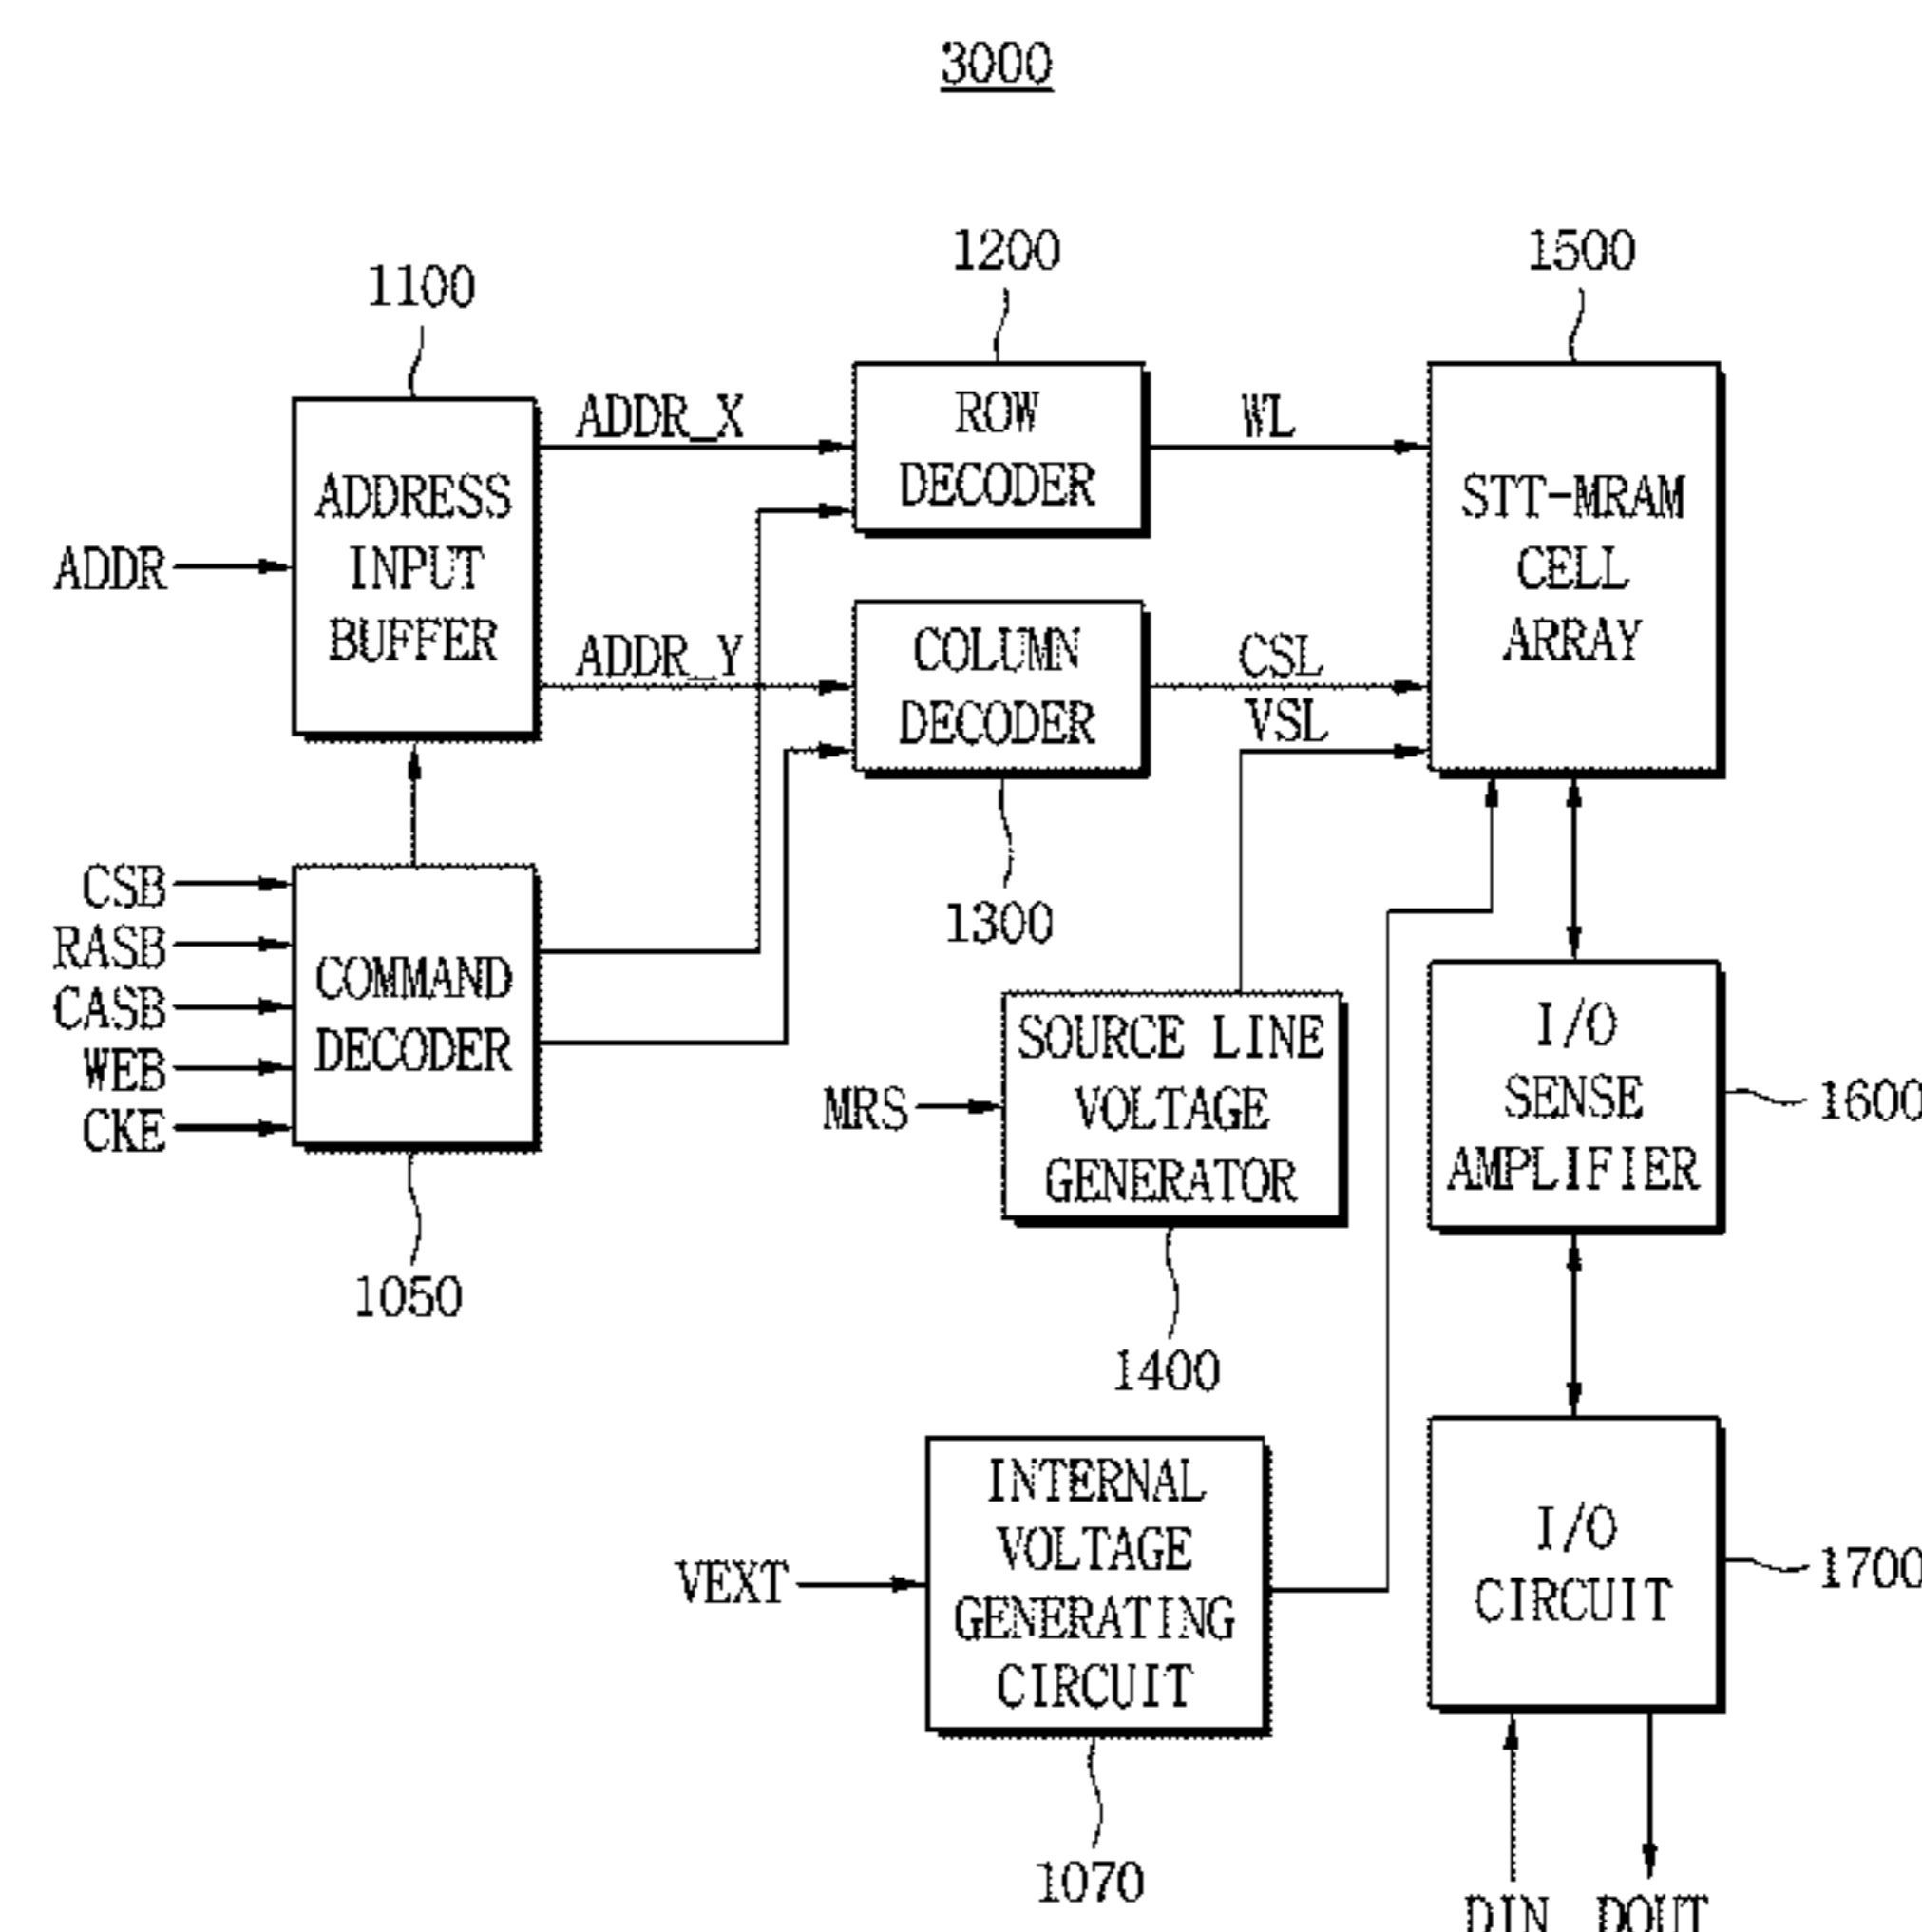 3000
1100
1200
1500
ADDRESS
INPUT
BUFFER
ADDR
ADDR_X
ADDR_Y
ROW
DECODER
WL
COLUMN
DECODER
1300
CSL
VSL
STT-MRAM
CELL
ARRAY
CSB
RASB
CASB
WEB
CKE
COMMAND
DECODER
1050
MRS
SOURCE LINE
VOLTAGE
GENERATOR
1400
I/O
SENSE
AMPLIFIER
1600
VEXT
INTERNAL
VOLTAGE
GENERATING
CIRCUIT
1070
I/O
CIRCUIT
1700
DIN
DOUT